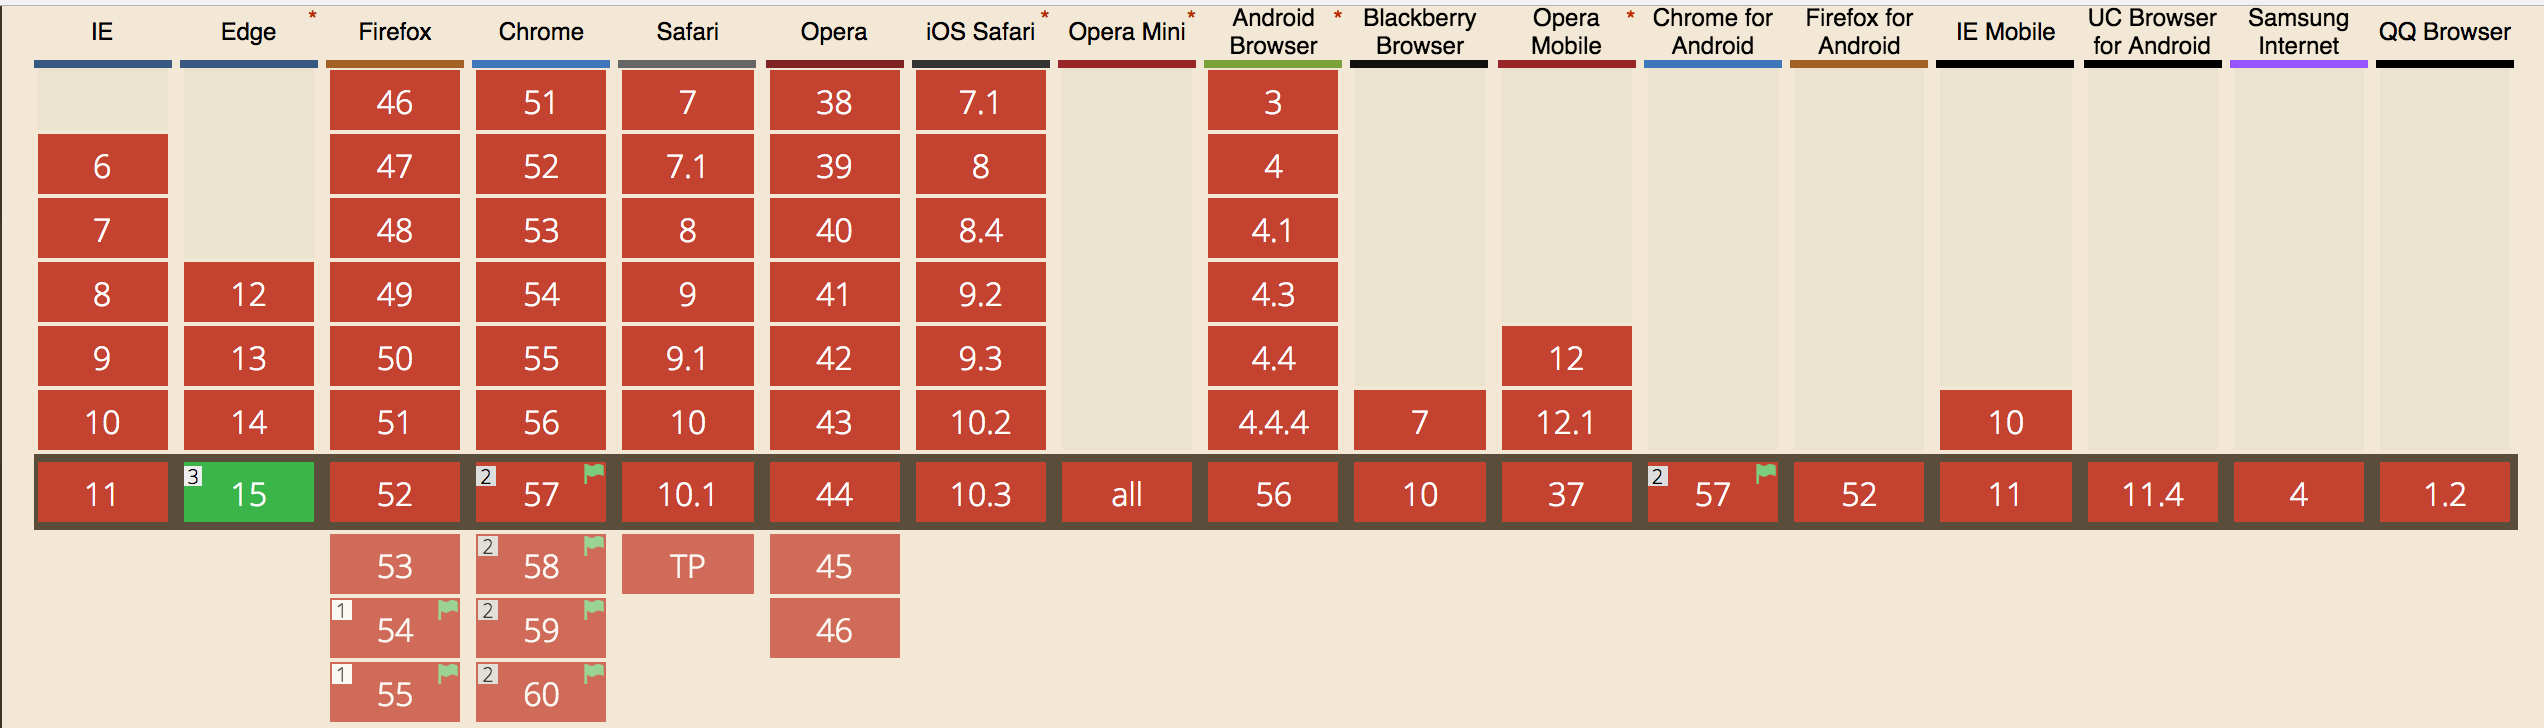 IE Edge * Firefox Chrome Safari Opera iOS Safari * Opera Mini * Android Browser * Blackberry Browser Opera Mobile * Chrome for Android Firefox for Android IE Mobile UC Browser for Android Samsung Internet QQ Browser
46 51 7 38 7.1 3
6 47 52 7.1 39 8 4
7 48 53 8 40 8.4 4.1
8 12 49 54 9 41 9.2 4.3
9 13 50 55 9.1 42 9.3 4.4 12
10 14 51 56 10 43 10.2 4.4.4 7 12.1 10
11 3 15 52 2 57 10.1 44 10.3 all 56 10 37 2 57 52 11 11.4 4 1.2
53 2 58 TP 45
1 54 2 59 46
1 55 2 60